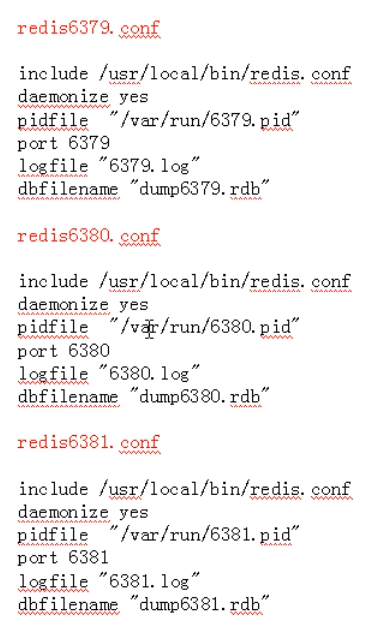 redis6379.conf
include /usr/local/bin/redis.conf
daemonize yes
pidfile  "/var/run/6379.pid"
port 6379
logfile "6379.log"
dbfilename "dump6379.rdb"
redis6380.conf
include /usr/local/bin/redis.conf
daemonize yes
pidfile  "/var/run/6380.pid"
port 6380
logfile "6380.log"
dbfilename "dump6380.rdb"
redis6381.conf
include /usr/local/bin/redis.conf
daemonize yes
pidfile  "/var/run/6381.pid"
port 6381
logfile "6381.log"
dbfilename "dump6381.rdb"